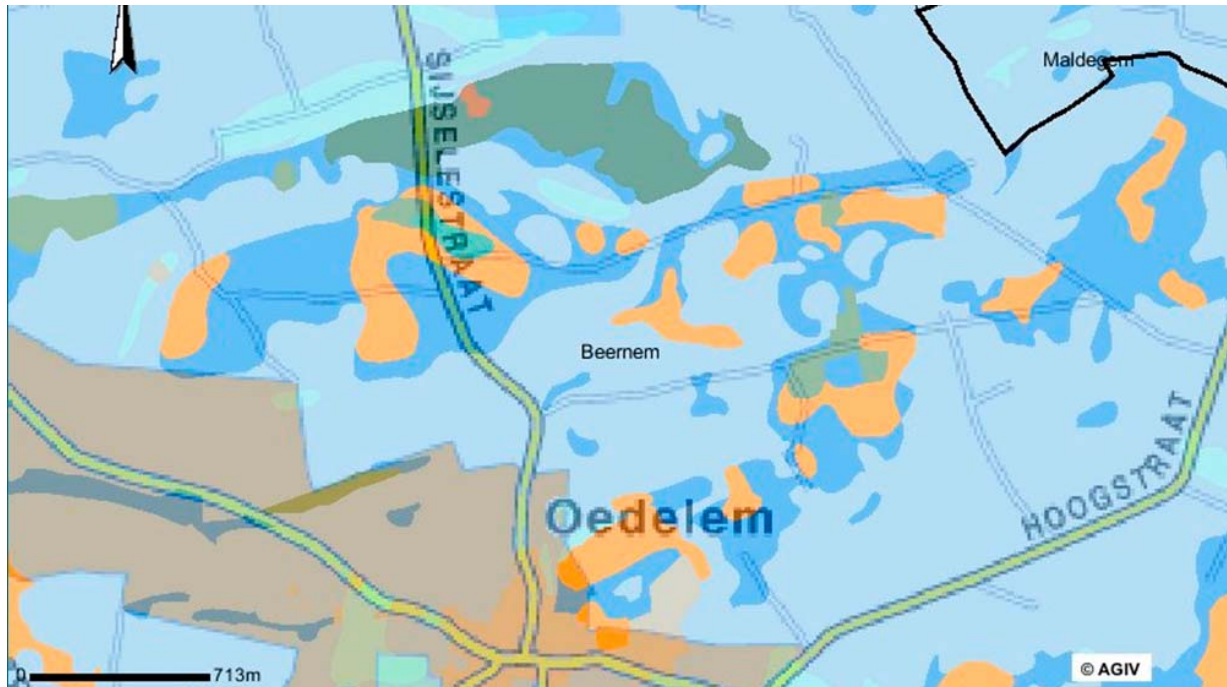 Maldegem
SIJSELESTRAAT
Beernem
HOOGSTRAAT
Oedelem
0 713m
© AGIV